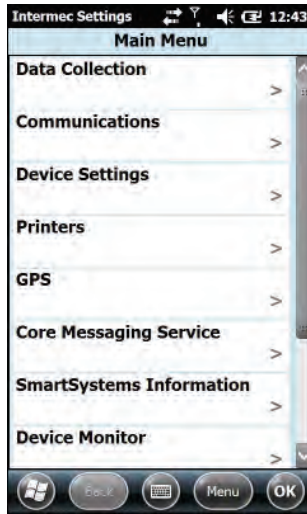 Intermec Settings 12:43
Main Menu
Data Collection
>
Communications
>
Device Settings
>
Printers
>
GPS
>
Core Messaging Service
>
SmartSystems Information
>
Device Monitor
>
Back Menu OK